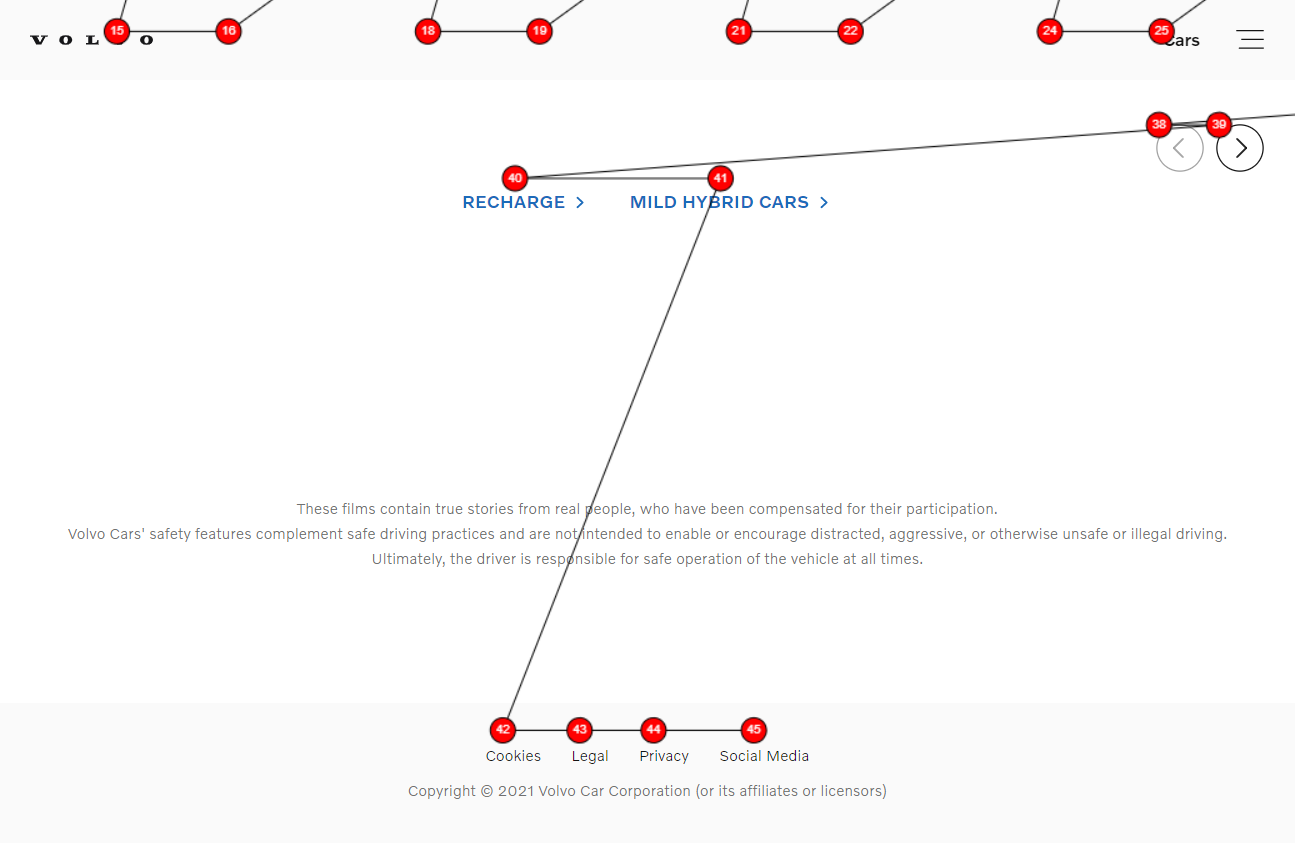 15 16 18 19 21 22 24 25
VOLVO
Cars
38 39
40 41
RECHARGE MILD HYBRID CARS
These films contain true stories from real people, who have been compensated for their participation.
Volvo Cars' safety features complement safe driving practices and are not intended to enable or encourage distracted, aggressive, or otherwise unsafe or illegal driving.
Ultimately, the driver is responsible for safe operation of the vehicle at all times.
42 43 44 45
Cookies Legal Privacy Social Media
Copyright © 2021 Volvo Car Corporation (or its affiliates or licensors)